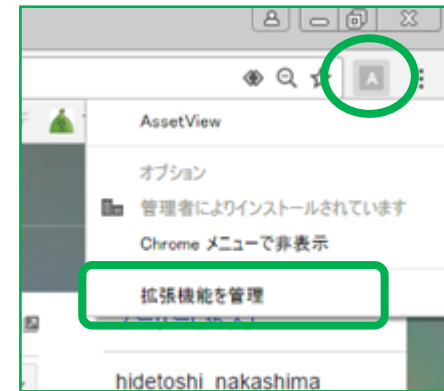 A
AssetView
オプション
管理者によりインストールされています
Chrome メニューで非表示
拡張機能を管理
hidetoshi nakashima